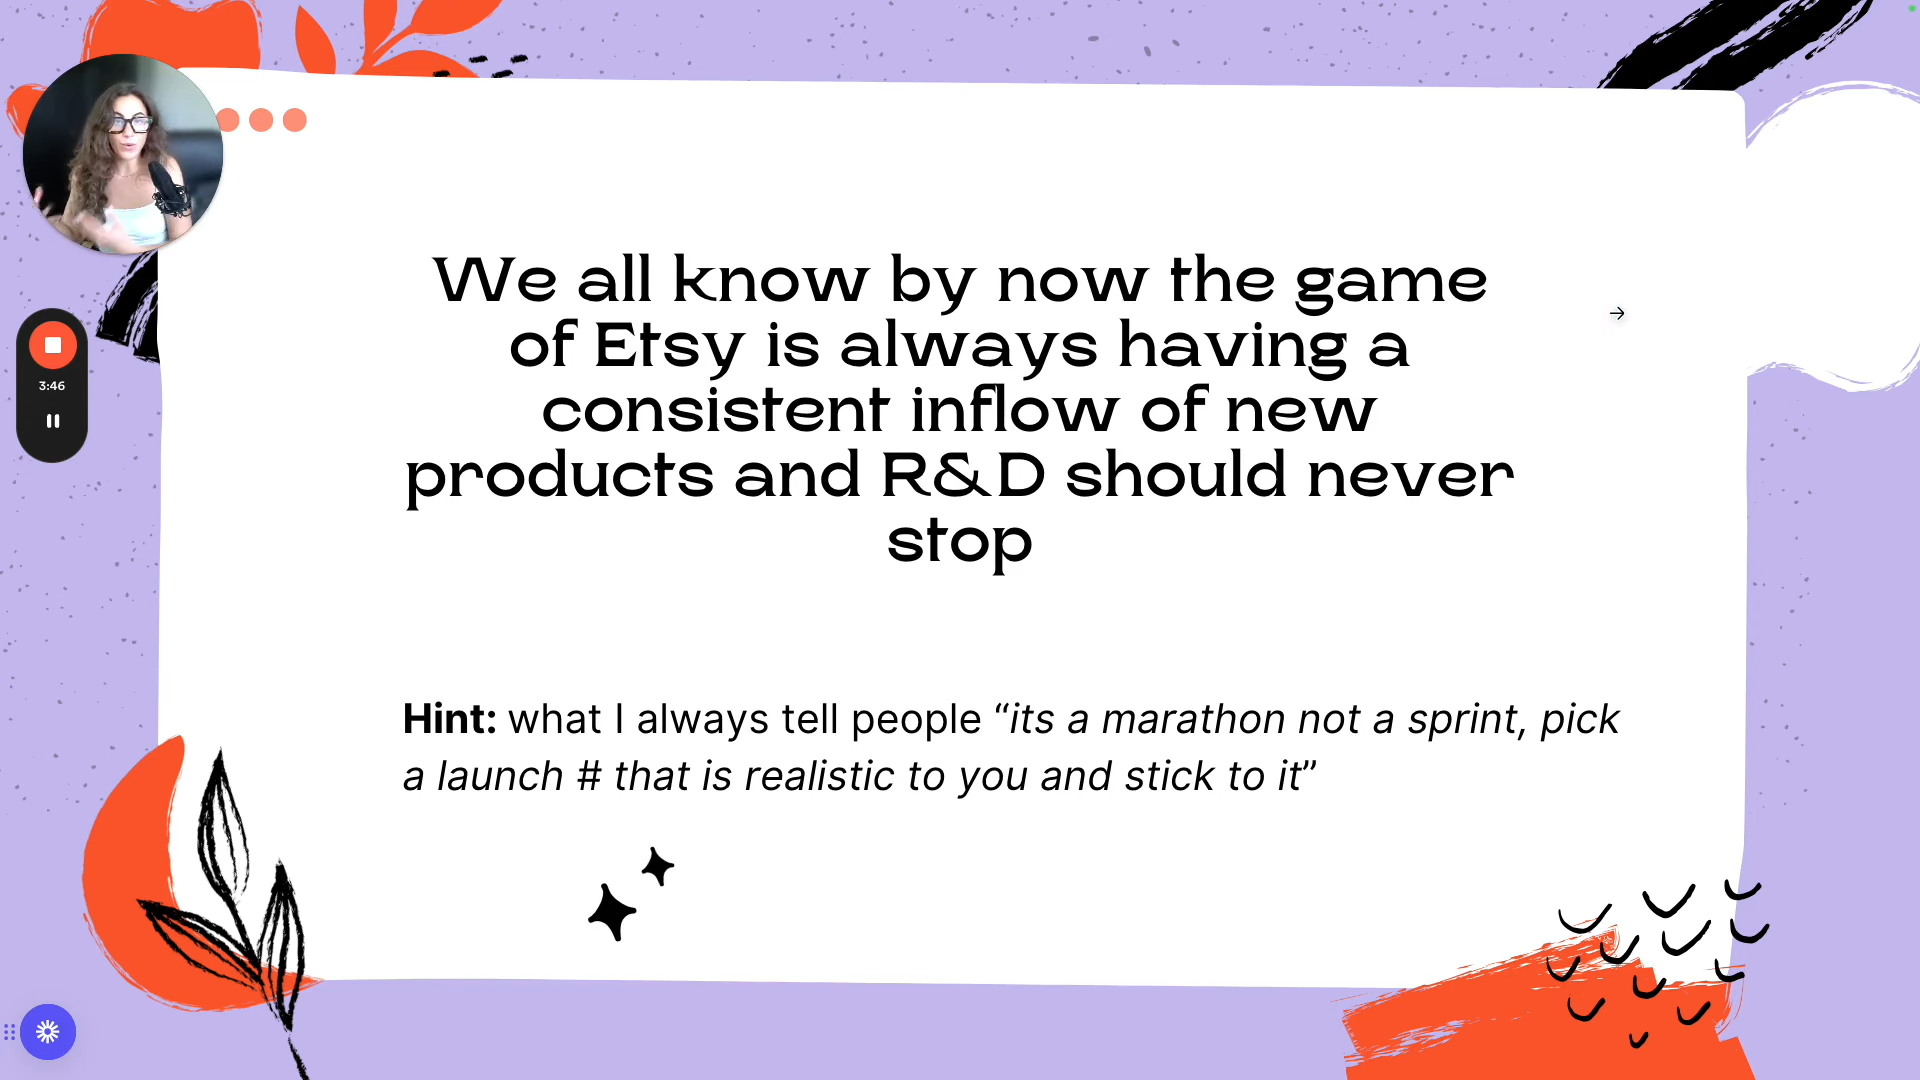 We all know by now the game
of Etsy is always having a
consistent inflow of new
products and R&D should never
stop
3:46
Hint: what I always tell people “its a marathon not a sprint, pick
a launch # that is realistic to you and stick to it”